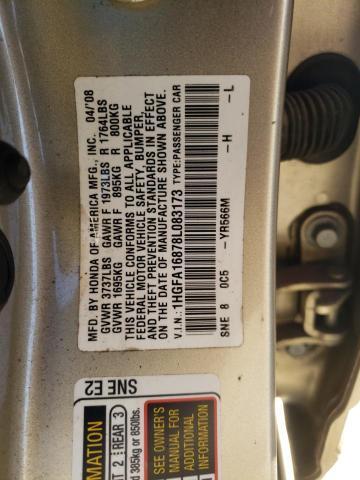 MFD. BY HONDA OF AMERICA MFG., INC. 04/'08
GVWR 3737LBS GAWR F 1973LBS R 1764LBS
GVWR 1695KG GAWR F 895KG R 800KG
THIS VEHICLE CONFORMS TO ALL APPLICABLE
FEDERAL MOTOR VEHICLE SAFETY, BUMPER,
AND THEFT PREVENTION STANDARDS IN EFFECT
ON THE DATE OF MANUFACTURE SHOWN ABOVE.
V.I.N.: 1HGFA16878L083173 TYPE:PASSENGER CAR
SNE 8 0C5 -YR566M -H -L
SNE E2
RMATION
T 2 REAR 3
d 385kg or 850lbs.
SEE OWNER'S
MANUAL FOR
ADDITIONAL
INFORMATION